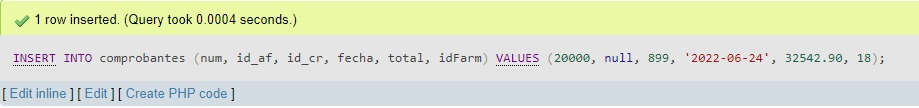 1 row inserted. (Query took 0.0004 seconds.)
INSERT INTO comprobantes (num, id_af, id_cr, fecha, total, idFarm) VALUES (20000, null, 899, '2022-06-24', 32542.90, 18);
[ Edit inline ] [ Edit ] [ Create PHP code ]